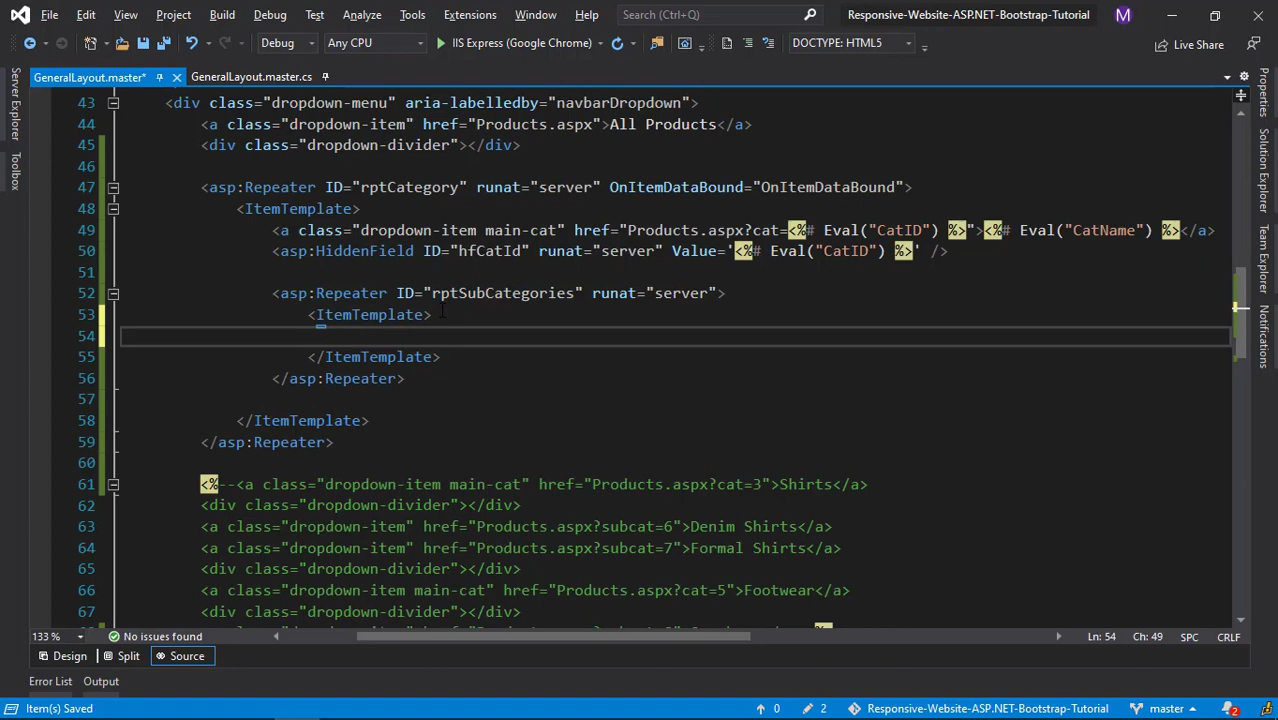 File Edit View Project Build Debug Test Analyze Tools Extensions Window Help Search (Ctrl+Q) Responsive-Website-ASP.NET-Bootstrap-Tutorial M
Debug Any CPU IIS Express (Google Chrome) DOCTYPE: HTML5 Live Share
GeneralLayout.master* GeneralLayout.master.cs
Server Explorer
Toolbox
Properties
Solution Explorer
Team Explorer
Notifications
43 <div class="dropdown-menu" aria-labelledby="navbarDropdown">
44 <a class="dropdown-item" href="Products.aspx">All Products</a>
45 <div class="dropdown-divider"></div>
46
47 <asp:Repeater ID="rptCategory" runat="server" OnItemDataBound="OnItemDataBound">
48 <ItemTemplate>
49 <a class="dropdown-item main-cat" href="Products.aspx?cat=<%# Eval("CatID") %>"><%# Eval("CatName") %></a>
50 <asp:HiddenField ID="hfCatId" runat="server" Value='<%# Eval("CatID") %>' />
51
52 <asp:Repeater ID="rptSubCategories" runat="server">
53 <ItemTemplate>
54
55 </ItemTemplate>
56 </asp:Repeater>
57
58 </ItemTemplate>
59 </asp:Repeater>
60
61 <%--<a class="dropdown-item main-cat" href="Products.aspx?cat=3">Shirts</a>
62 <div class="dropdown-divider"></div>
63 <a class="dropdown-item" href="Products.aspx?subcat=6">Denim Shirts</a>
64 <a class="dropdown-item" href="Products.aspx?subcat=7">Formal Shirts</a>
65 <div class="dropdown-divider"></div>
66 <a class="dropdown-item main-cat" href="Products.aspx?cat=5">Footwear</a>
67 <div class="dropdown-divider"></div>
133 % No issues found Ln: 54 Ch: 49 SPC CRLF
Design Split Source
Error List Output
Item(s) Saved 0 2 Responsive-Website-ASP.NET-Bootstrap-Tutorial master 2